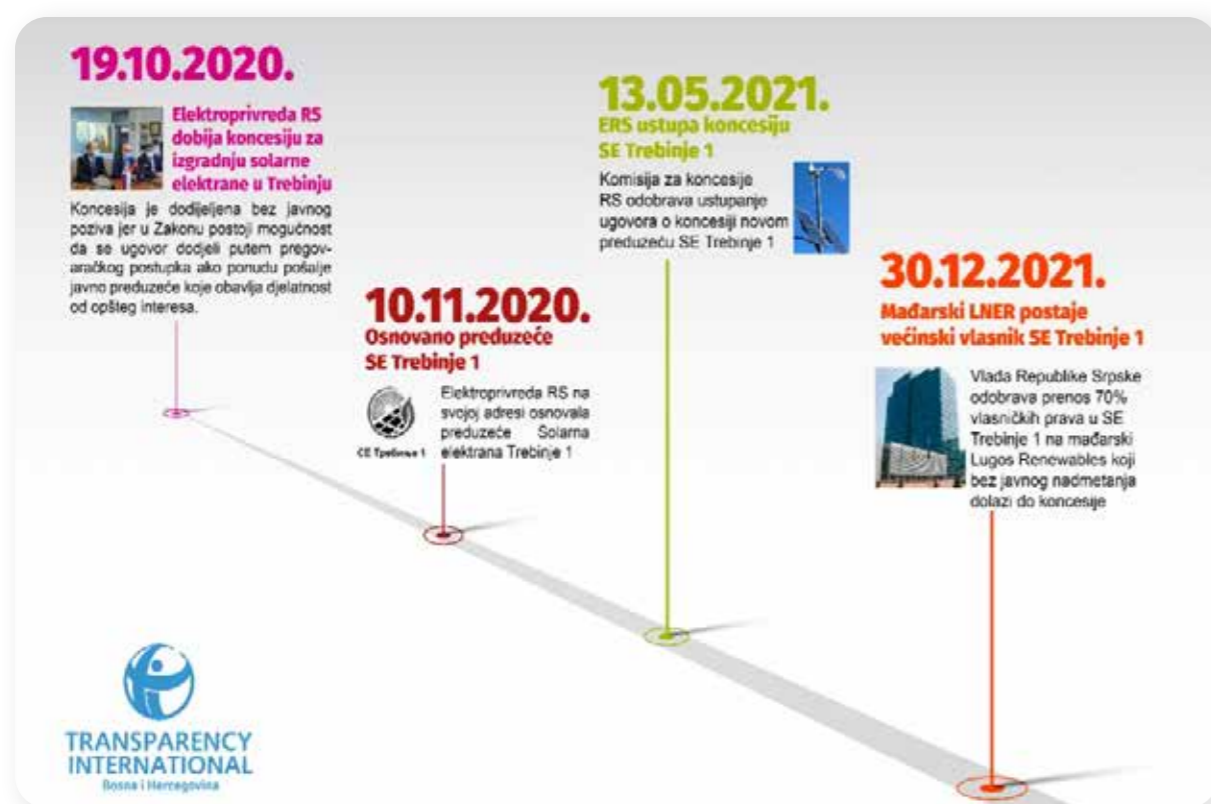 19.10.2020.
Elektroprivreda RS
dobija koncesiju za
izgradnju solarne
elektrane u Trebinju
Koncesija je dodijeljena bez javnog
poziva jer u Zakonu postoji mogućnost
da se ugovor dodjeli putem pregov-
aračkog postupka ako ponudu pošalje
javno preduzeće koje obavlja djelatnost
od opšteg interesa.
10.11.2020.
Osnovano preduzeće
SE Trebinje 1
Elektroprivreda RS na
svojoj adresi osnovala
preduzeće Solarna
elektrana Trebinje 1
СЕ Требиње 1
13.05.2021.
ERS ustupa koncesiju
SE Trebinje 1
Komisija za koncesije
RS odobrava ustupanje
ugovora o koncesiji novom
preduzeću SE Trebinje 1
30.12.2021.
Mađarski LNER postaje
većinski vlasnik SE Trebinje 1
Vlada Republike Srpske
odobrava prenos 70%
vlasničkih prava u SE
Trebinje 1 na mađarski
Lugos Renewables koji
bez javnog nadmetanja
dolazi do koncesije
TRANSPARENCY
INTERNATIONAL
Bosna i Hercegovina